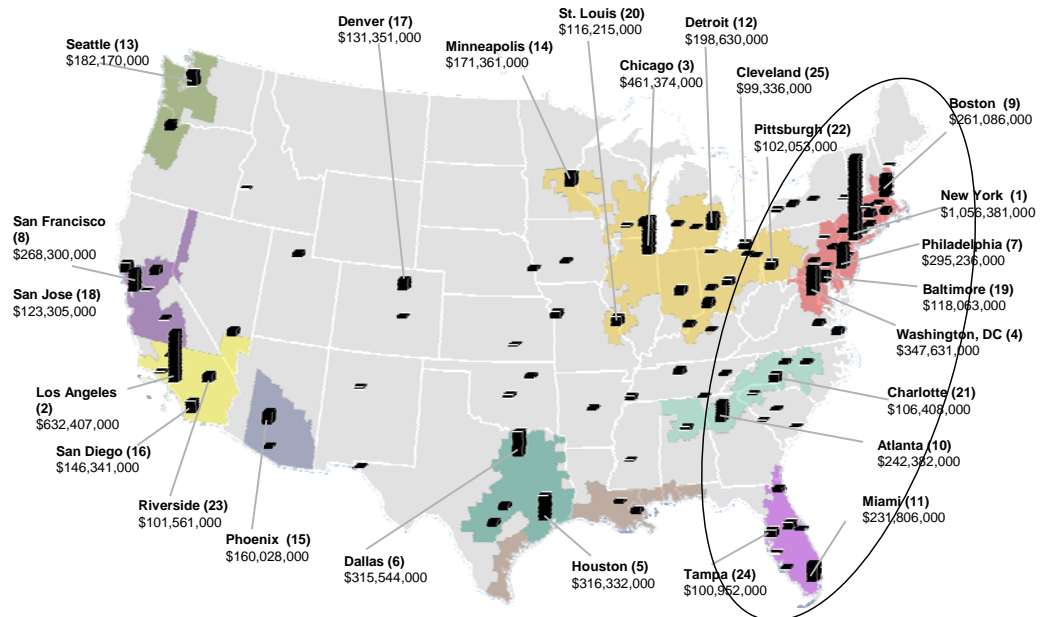 Denver (17)
$131,351,000
St. Louis (20)
$116,215,000
Detroit (12)
$198,630,000
Seattle (13)
$182,170,000
Minneapolis (14)
$171,361,000
Chicago (3)
$461,374,000
Cleveland (25)
$99,336,000
Boston (9)
$261,086,000
Pittsburgh (22)
$102,053,000
New York (1)
$1,056,381,000
San Francisco
(8)
$268,300,000
Philadelphia (7)
$295,236,000
San Jose (18)
$123,305,000
Baltimore (19)
$118,063,000
Washington, DC (4)
$347,631,000
Los Angeles
(2)
$632,407,000
Charlotte (21)
$106,408,000
San Diego (16)
$146,341,000
Atlanta (10)
$242,382,000
Riverside (23)
$101,561,000
Miami (11)
$231,806,000
Phoenix (15)
$160,028,000
Dallas (6)
$315,544,000
Houston (5)
$316,332,000
Tampa (24)
$100,952,000